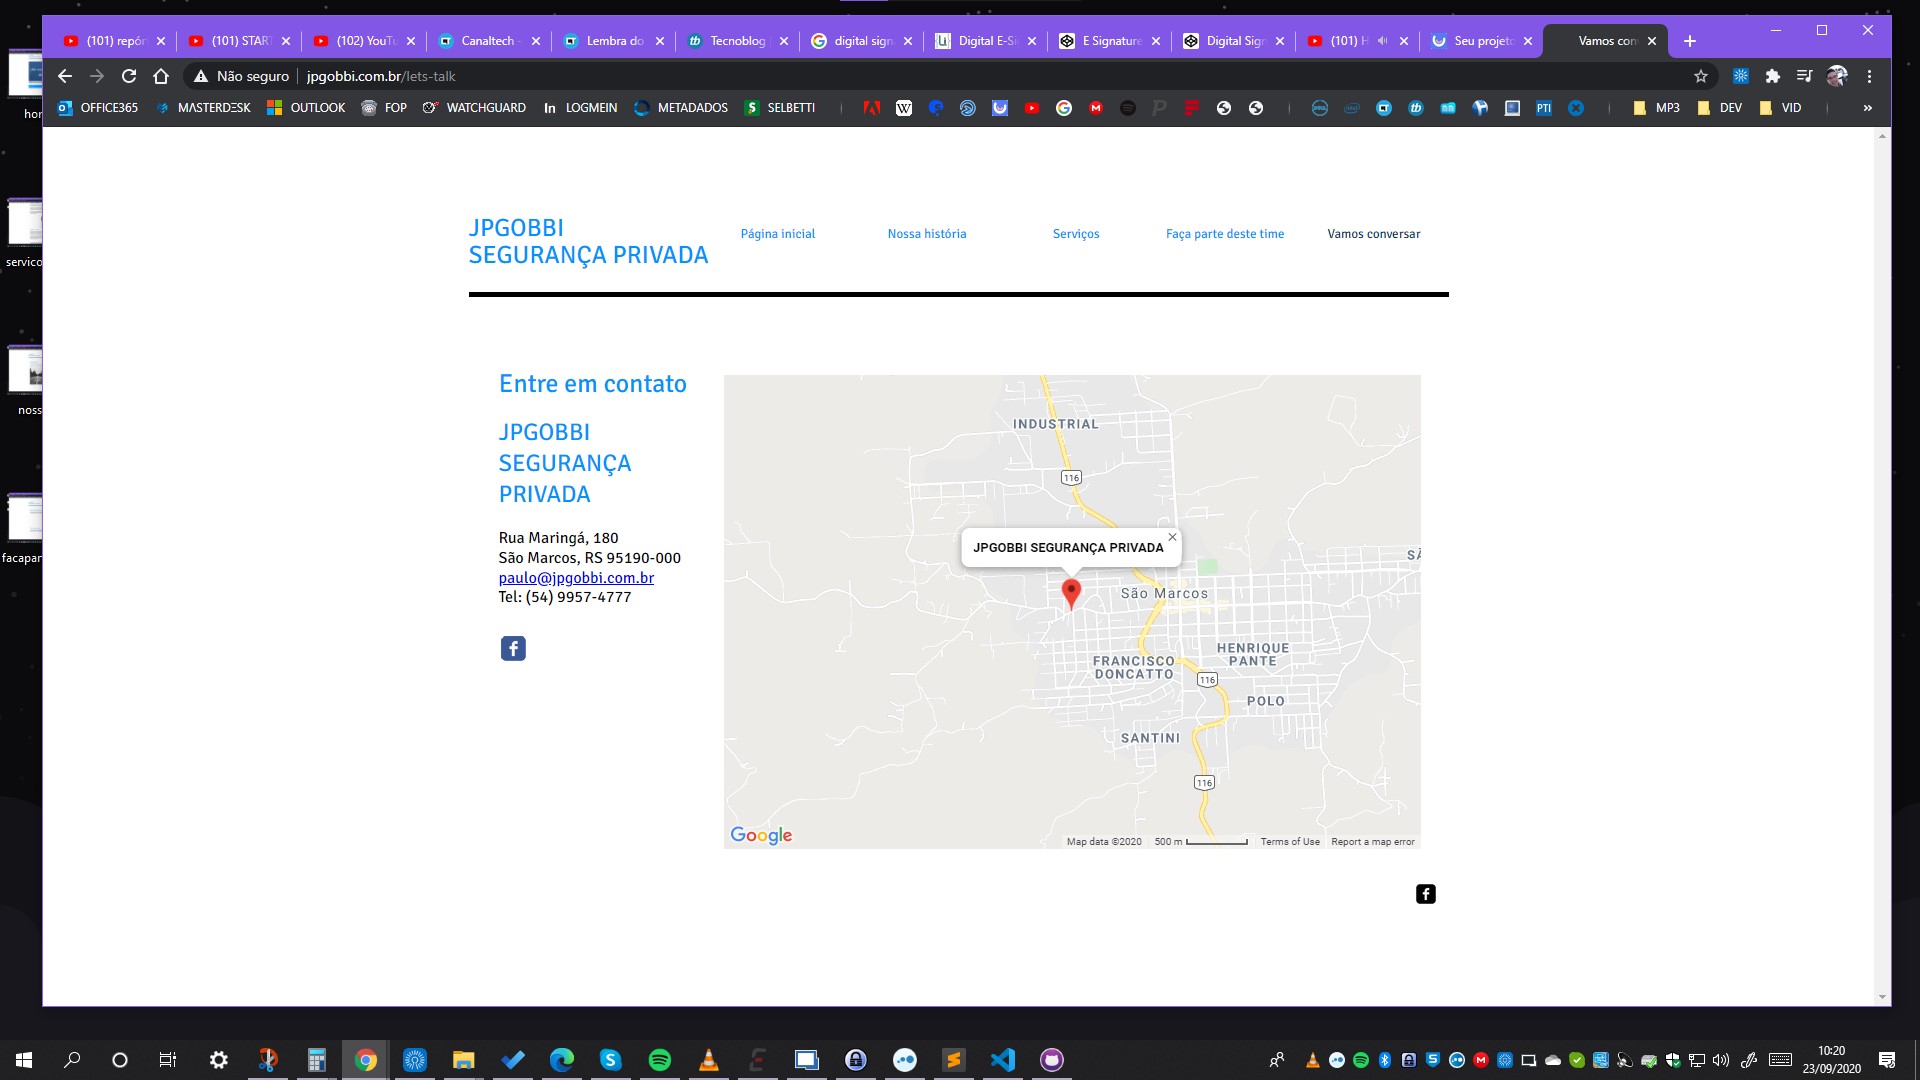 (101) repór
(101) STAR
(102) YouTu
Canaltech -
Lembra do
Tecnoblog
digital sign
Digital E-Si
E Signature
Digital Sign
(101) H
Seu projeto
Vamos con
Não seguro
jpgobbi.com.br/lets-talk
OFFICE365
MASTERDESK
OUTLOOK
FOP
WATCHGUARD
LOGMEIN
METADADOS
SELBETTI
PTI
MP3
DEV
VID
hor
servico
noss
facapar
JPGOBBI
SEGURANÇA PRIVADA
Página inicial
Nossa história
Serviços
Faça parte deste time
Vamos conversar
Entre em contato
JPGOBBI
SEGURANÇA
PRIVADA
Rua Maringá, 180
São Marcos, RS 95190-000
paulo@jpgobbi.com.br
Tel: (54) 9957-4777
INDUSTRIAL
116
JPGOBBI SEGURANÇA PRIVADA
SÃ
São Marcos
HENRIQUE
PANTE
FRANCISCO
DONCATTO
116
POLO
SANTINI
116
Google
Map data ©2020
500 m
Terms of Use
Report a map error
10:20
23/09/2020